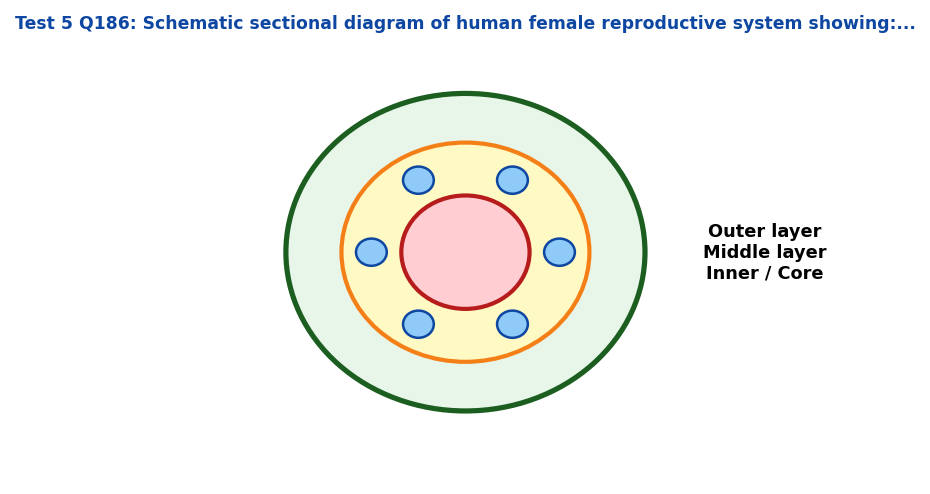 Test 5 Q186: Schematic sectional diagram of human female reproductive system showing:...
Outer layer
Middle layer
Inner / Core